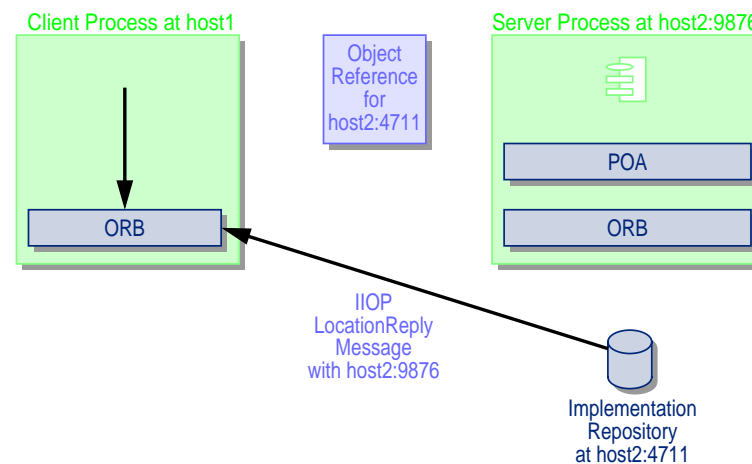 Client Process at host1
Object
Reference
for
host2:4711
Server Process at host2:9876
POA
ORB
ORB
IIOP
LocationReply
Message
with host2:9876
Implementation
Repository
at host2:4711